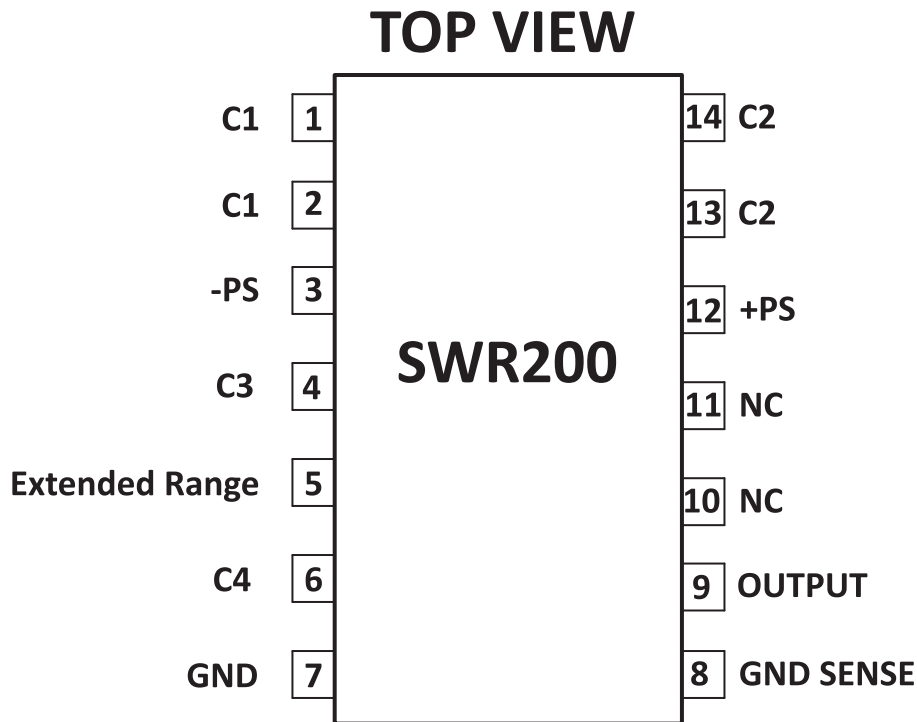 TOP VIEW
C1 1 14 C2
C1 2 13 C2
-PS 3 12 +PS
SWR200
C3 4 11 NC
Extended Range 5 10 NC
C4 6 9 OUTPUT
GND 7 8 GND SENSE